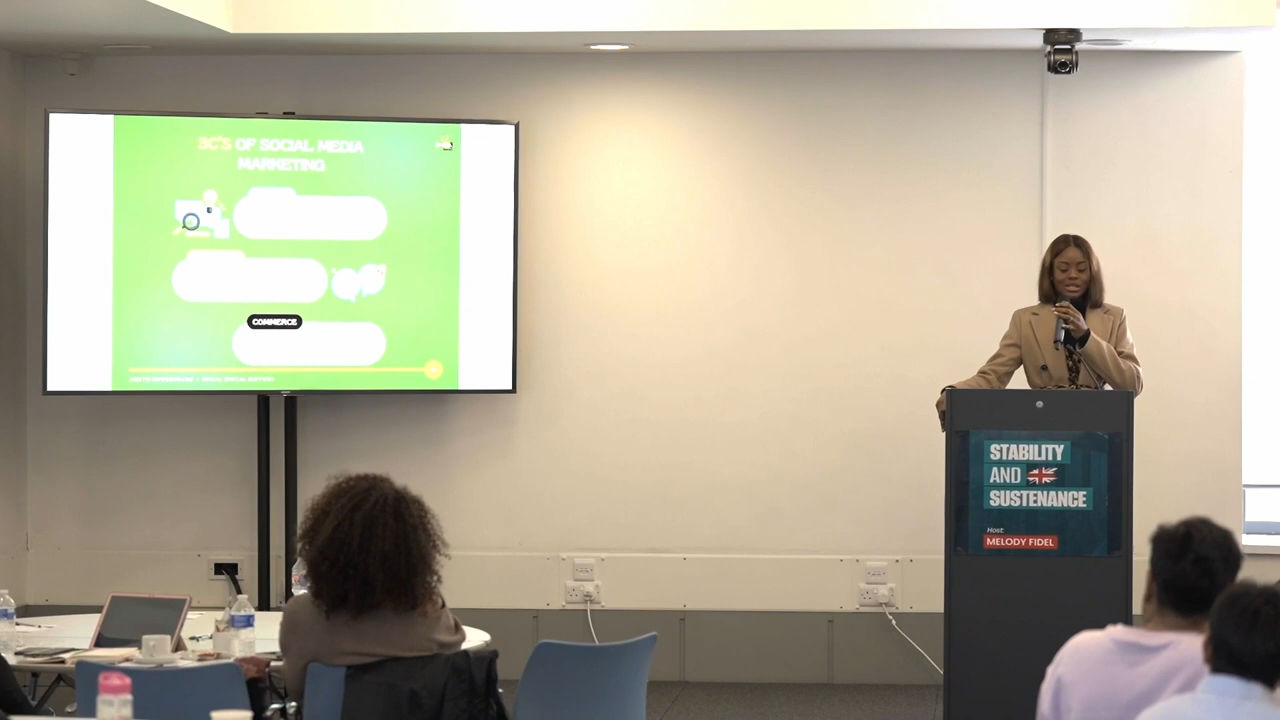 3C'S OF SOCIAL MEDIA
MARKETING
COMMERCE
STABILITY
AND
SUSTENANCE
Host:
MELODY FIDEL